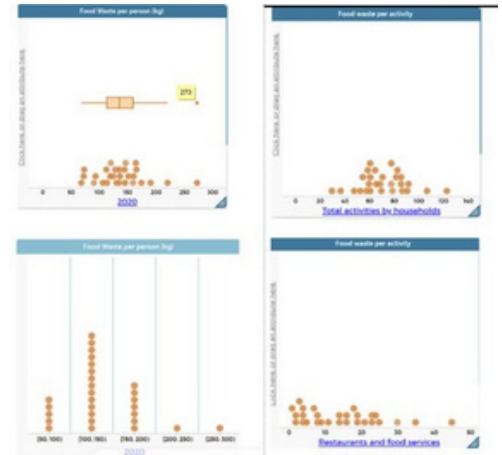 Food Waste per person (kg)
Click here, or drag an attribute here.
273
0 50 100 150 200 250 300
2020
Food waste per activity
Click here, or drag an attribute here.
0 20 40 60 80 100 120 140
Total activities by households
Food Waste per person (kg)
[50, 100) [100, 150) [150, 200) [200, 250) [250, 300)
2020
Food waste per activity
Click here, or drag an attribute here.
0 10 20 30 40 50
Restaurants and food services